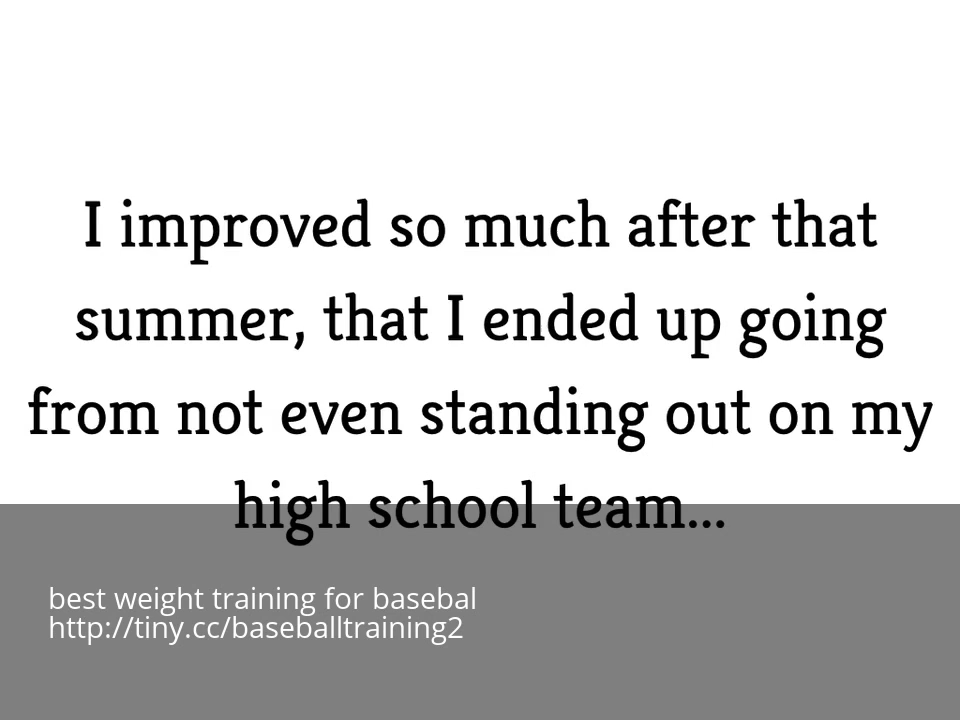 I improved so much after that
summer, that I ended up going
from not even standing out on my
high school team...
best weight training for basebal
http://tiny.cc/baseballtraining2